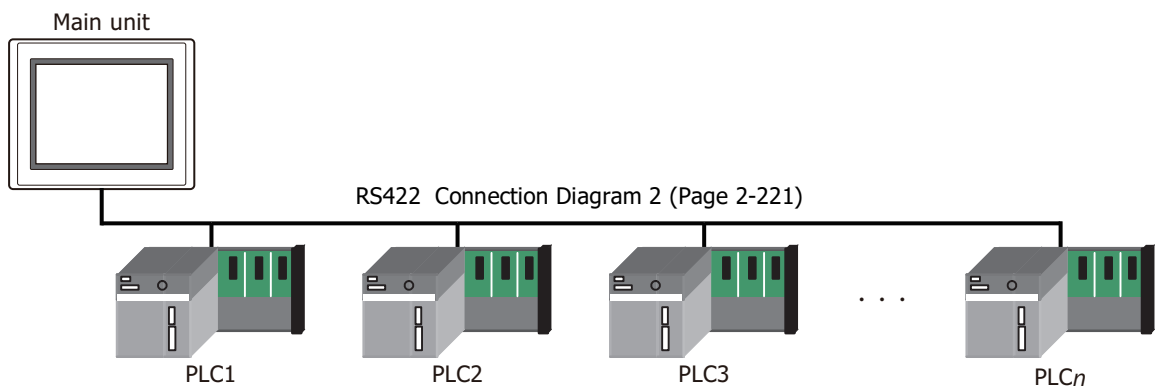 Main unit
RS422 Connection Diagram 2 (Page 2-221)
. . .
PLC1
PLC2
PLC3
PLCn